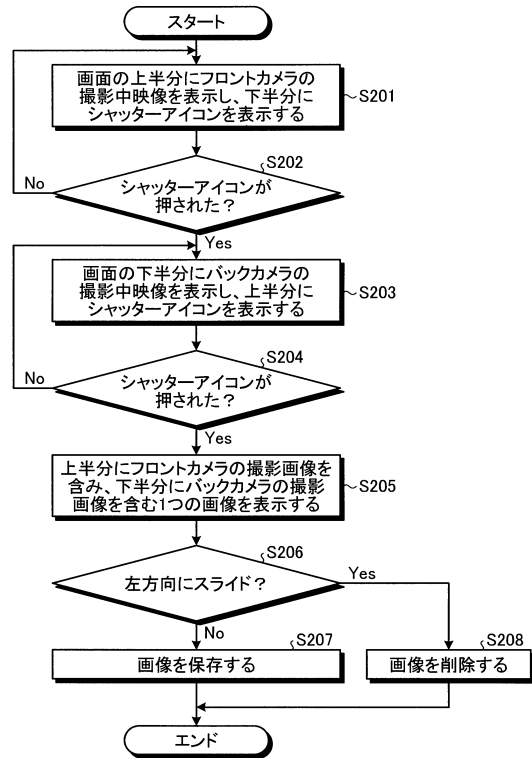 スタート
画面の上半分にフロントカメラの
撮影中映像を表示し、下半分に
シャッターアイコンを表示する
S201
S202
シャッターアイコンが
押された？
No
Yes
画面の下半分にバックカメラの
撮影中映像を表示し、上半分に
シャッターアイコンを表示する
S203
S204
シャッターアイコンが
押された？
No
Yes
上半分にフロントカメラの撮影画像を
含み、下半分にバックカメラの撮影
画像を含む1つの画像を表示する
S205
S206
左方向にスライド？
Yes
No
S207
画像を保存する
S208
画像を削除する
エンド